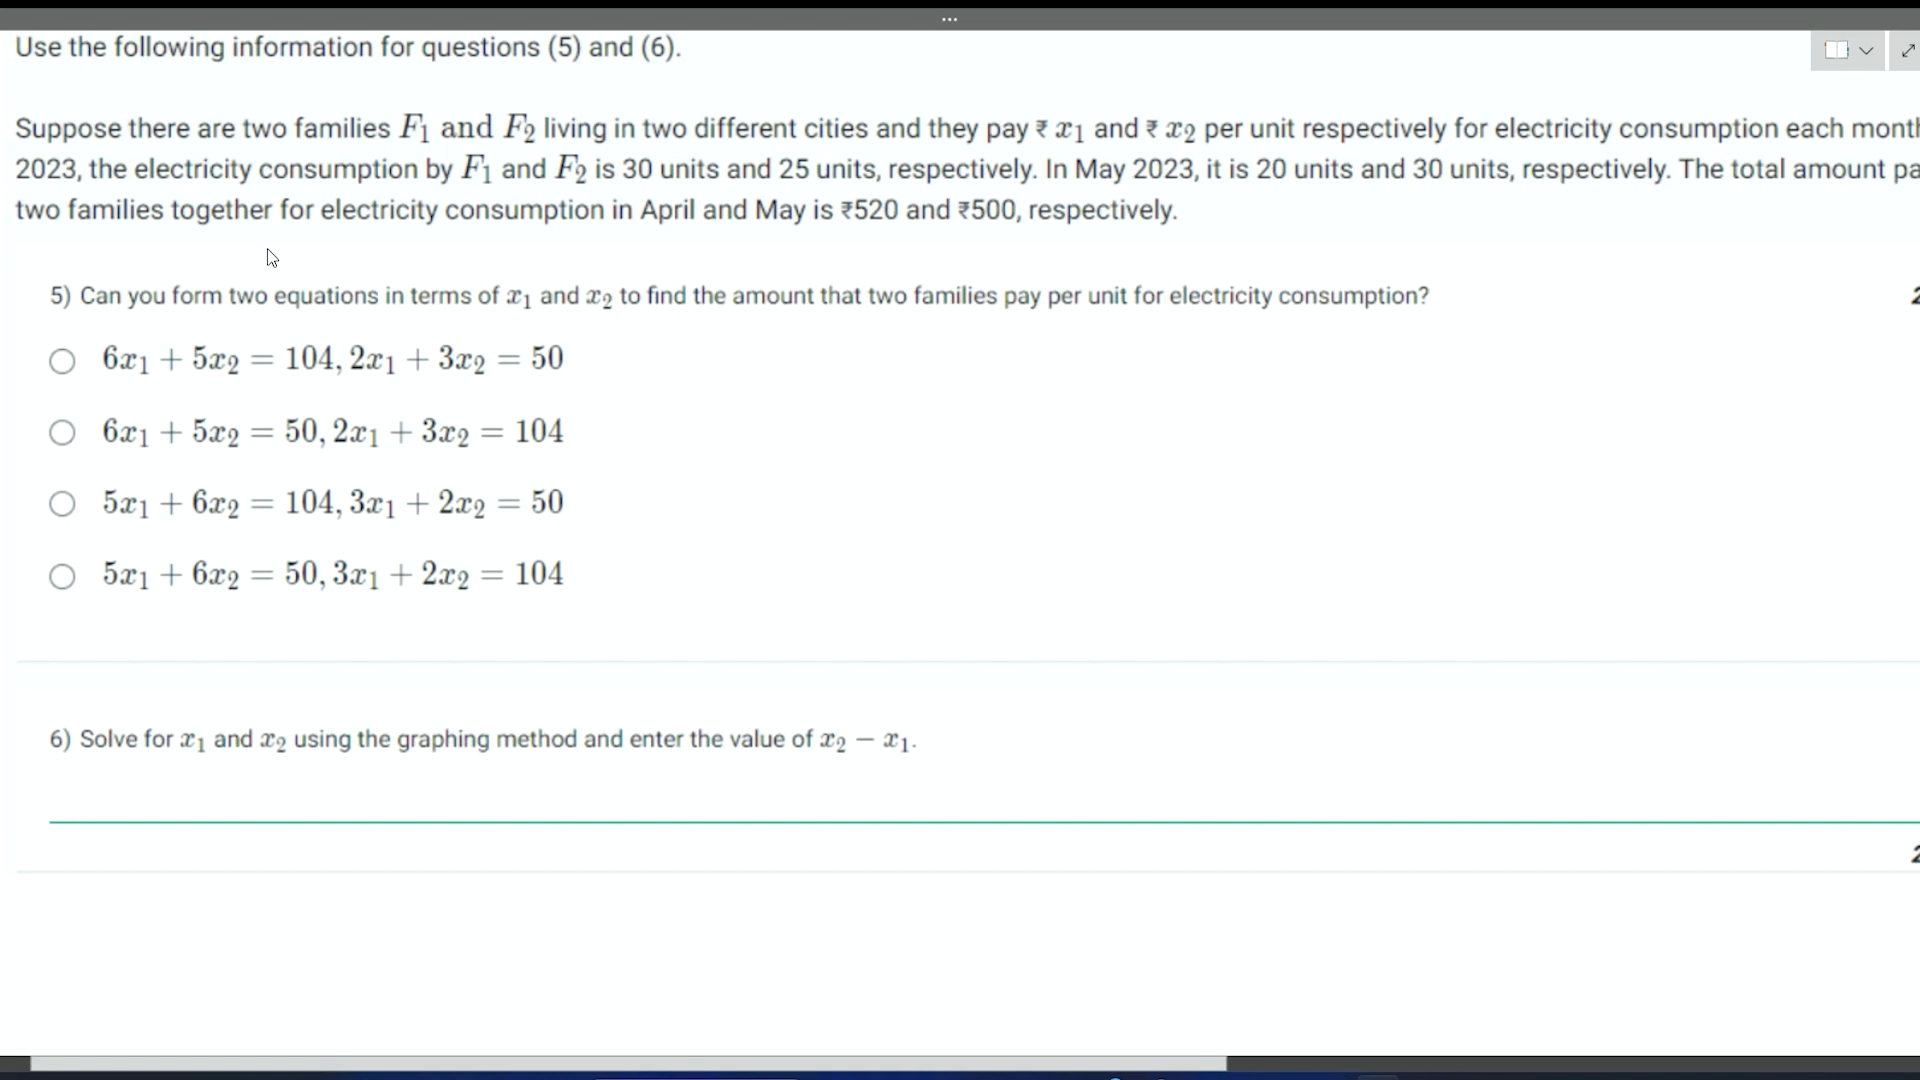 Use the following information for questions (5) and (6).
Suppose there are two families F₁ and F₂ living in two different cities and they pay ₹ x₁ and ₹ x₂ per unit respectively for electricity consumption each
2023, the electricity consumption by F₁ and F₂ is 30 units and 25 units, respectively. In May 2023, it is 20 units and 30 units, respectively. The total amount
two families together for electricity consumption in April and May is ₹520 and ₹500, respectively.
5) Can you form two equations in terms of x₁ and x₂ to find the amount that two families pay per unit for electricity consumption?
6x₁ + 5x₂ = 104, 2x₁ + 3x₂ = 50
6x₁ + 5x₂ = 50, 2x₁ + 3x₂ = 104
5x₁ + 6x₂ = 104, 3x₁ + 2x₂ = 50
5x₁ + 6x₂ = 50, 3x₁ + 2x₂ = 104
6) Solve for x₁ and x₂ using the graphing method and enter the value of x₂ − x₁.